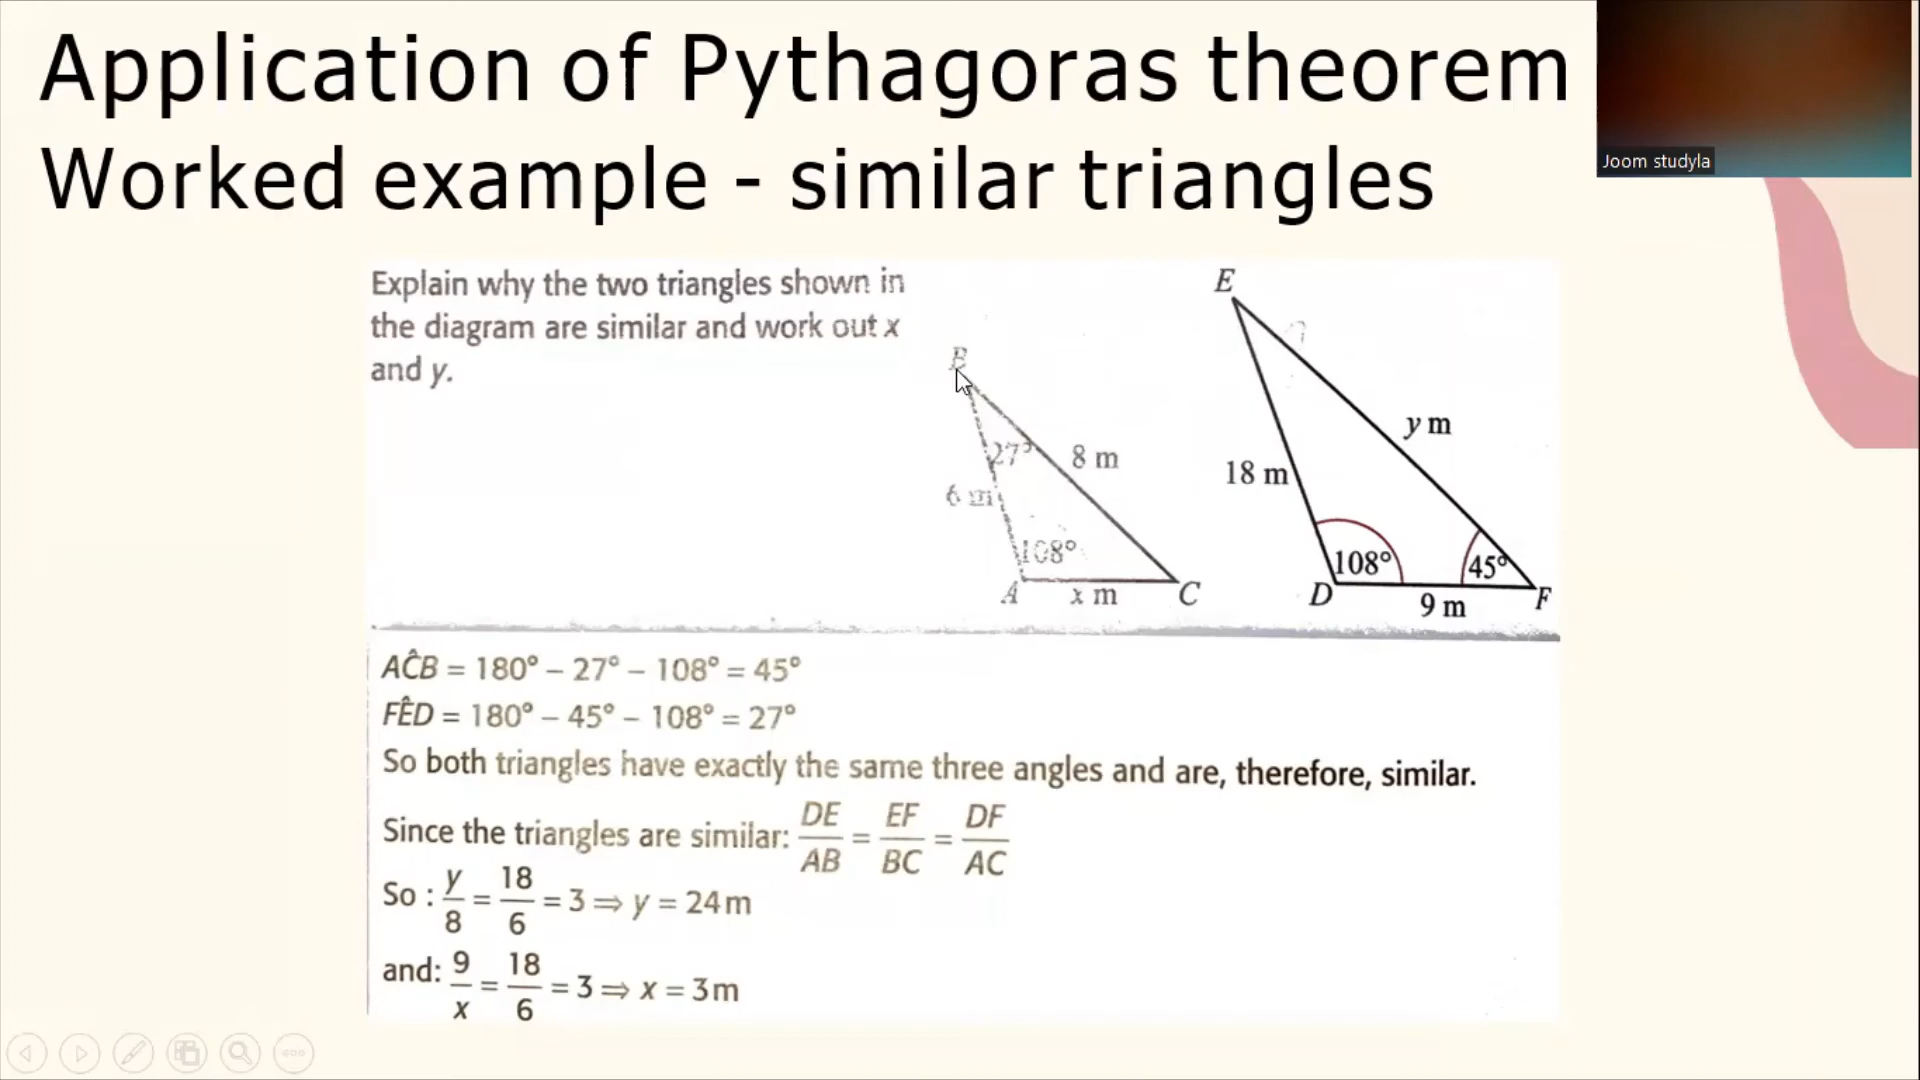 Application of Pythagoras theorem
Worked example - similar triangles
Joom studyla
Explain why the two triangles shown in
the diagram are similar and work out x
and y.
B
27°
8 m
6 m
108°
A
x m
C
E
y m
18 m
108°
45°
D
9 m
F
AĈB = 180° – 27° – 108° = 45°
FÊD = 180° – 45° – 108° = 27°
So both triangles have exactly the same three angles and are, therefore, similar.
Since the triangles are similar: DE/AB = EF/BC = DF/AC
So : y/8 = 18/6 = 3 ⇒ y = 24 m
and: 9/x = 18/6 = 3 ⇒ x = 3 m